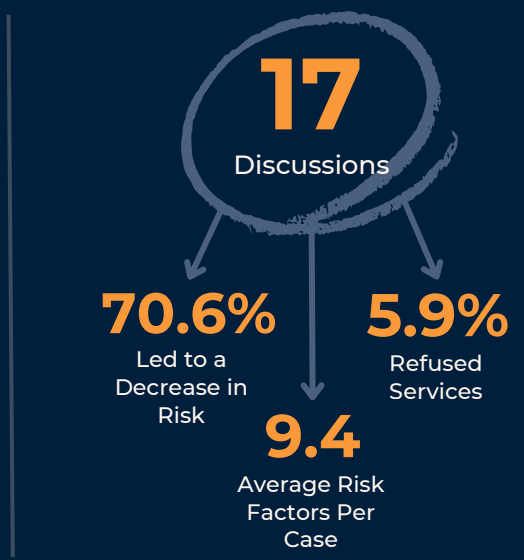 17
Discussions
70.6%
Led to a
Decrease in
Risk
5.9%
Refused
Services
9.4
Average Risk
Factors Per
Case